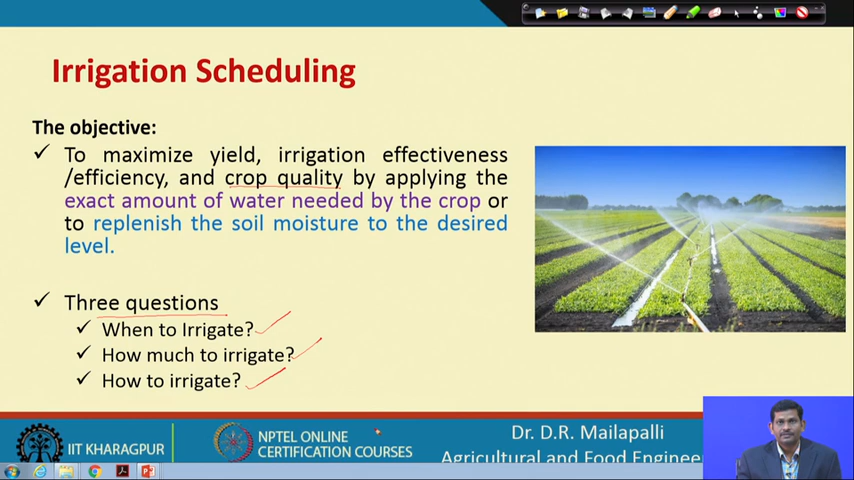 Irrigation Scheduling
The objective:
To maximize yield, irrigation effectiveness
/efficiency, and crop quality by applying the
exact amount of water needed by the crop or
to replenish the soil moisture to the desired
level.
Three questions
When to Irrigate?
How much to irrigate?
How to irrigate?
IIT KHARAGPUR
NPTEL ONLINE
CERTIFICATION COURSES
Dr. D.R. Mailapalli
Agricultural and Food Engineer